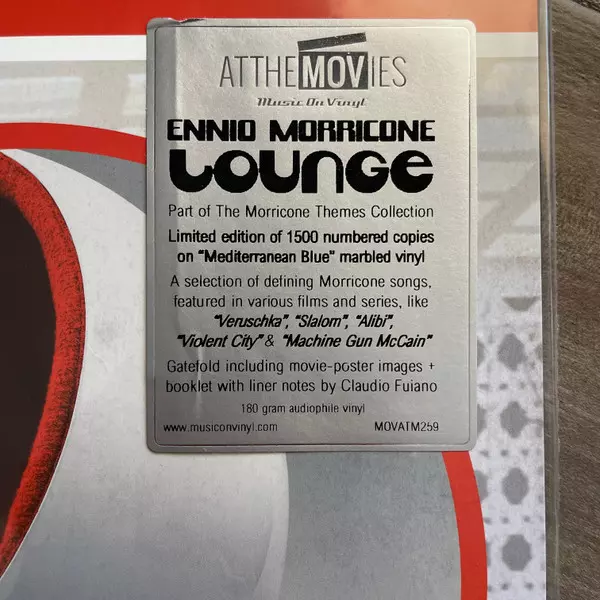 ATTHEMOVIES
Music On Vinyl
ENNIO MORRICONE
LOUNGE
Part of The Morricone Themes Collection
Limited edition of 1500 numbered copies
on "Mediterranean Blue" marbled vinyl
A selection of defining Morricone songs,
featured in various films and series, like
"Veruschka", "Slalom", "Alibi",
"Violent City" & "Machine Gun McCain"
Gatefold including movie-poster images +
booklet with liner notes by Claudio Fuiano
180 gram audiophile vinyl
www.musiconvinyl.com MOVATM259